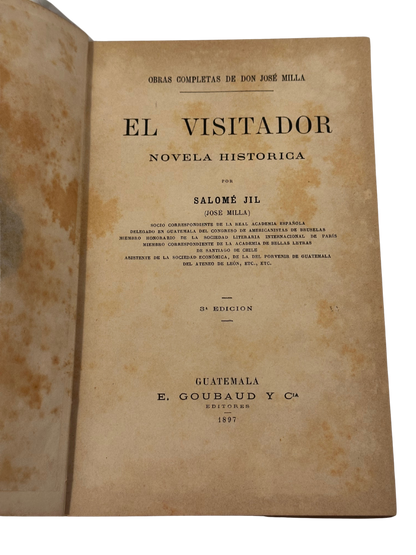 OBRAS COMPLETAS DE DON JOSÉ MILLA
EL VISITADOR
NOVELA HISTORICA
POR
SALOMÉ JIL
(JOSÉ MILLA)
SOCIO CORRESPONDIENTE DE LA REAL ACADEMIA ESPAÑOLA
DELEGADO EN GUATEMALA DEL CONGRESO DE AMERICANISTAS DE BRUSELAS
MIEMBRO HONORARIO DE LA SOCIEDAD LITERARIA INTERNACIONAL DE PARIS
MIEMBRO CORRESPONDIENTE DE LA ACADEMIA DE BELLAS LETRAS
DE SANTIAGO DE CHILE
ASISTENTE DE LA SOCIEDAD ECONÓMICA, DE LA DEL PORVENIR DE GUATEMALA
DEL ATENEO DE LEÓN, ETC., ETC.
3ª EDICION
GUATEMALA
E. GOUBAUD Y Cᴵᴬ
EDITORES
1897